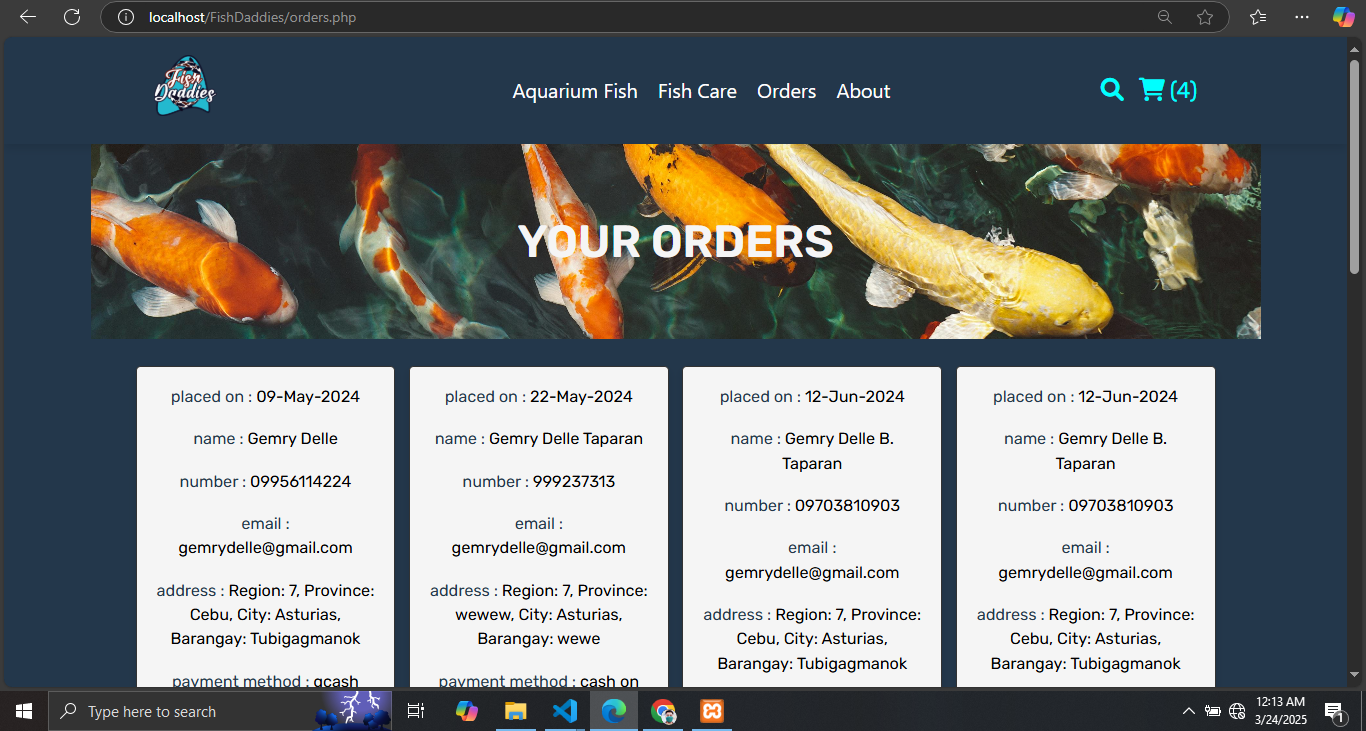 localhost/FishDaddies/orders.php
Fish
Daddies
Aquarium Fish Fish Care Orders About
(4)
YOUR ORDERS
placed on : 09-May-2024
name : Gemry Delle
number : 09956114224
email :
gemrydelle@gmail.com
address : Region: 7, Province:
Cebu, City: Asturias,
Barangay: Tubigagmanok
payment method : gcash
placed on : 22-May-2024
name : Gemry Delle Taparan
number : 999237313
email :
gemrydelle@gmail.com
address : Region: 7, Province:
wewew, City: Asturias,
Barangay: wewe
payment method : cash on
placed on : 12-Jun-2024
name : Gemry Delle B.
Taparan
number : 09703810903
email :
gemrydelle@gmail.com
address : Region: 7, Province:
Cebu, City: Asturias,
Barangay: Tubigagmanok
placed on : 12-Jun-2024
name : Gemry Delle B.
Taparan
number : 09703810903
email :
gemrydelle@gmail.com
address : Region: 7, Province:
Cebu, City: Asturias,
Barangay: Tubigagmanok
Type here to search
12:13 AM
3/24/2025
1